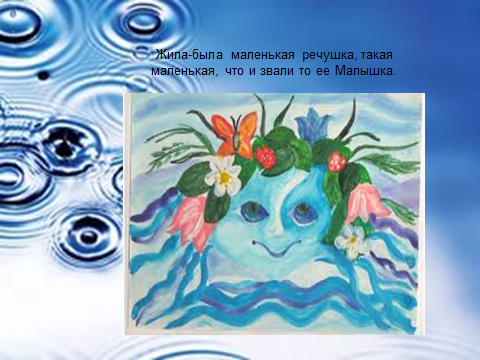 Жила-была маленькая речушка, такая
маленькая, что и звали то ее Малышка.